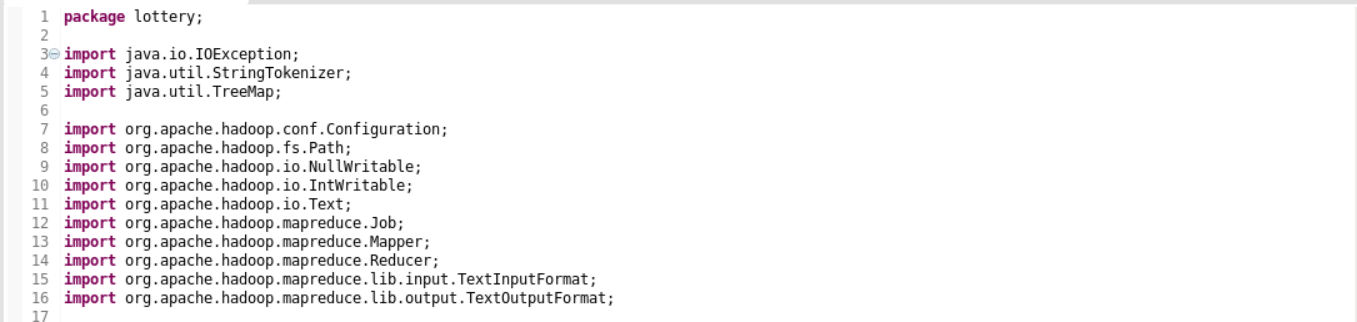 1 package lottery;
2
3 import java.io.IOException;
4 import java.util.StringTokenizer;
5 import java.util.TreeMap;
6
7 import org.apache.hadoop.conf.Configuration;
8 import org.apache.hadoop.fs.Path;
9 import org.apache.hadoop.io.NullWritable;
10 import org.apache.hadoop.io.IntWritable;
11 import org.apache.hadoop.io.Text;
12 import org.apache.hadoop.mapreduce.Job;
13 import org.apache.hadoop.mapreduce.Mapper;
14 import org.apache.hadoop.mapreduce.Reducer;
15 import org.apache.hadoop.mapreduce.lib.input.TextInputFormat;
16 import org.apache.hadoop.mapreduce.lib.output.TextOutputFormat;
17